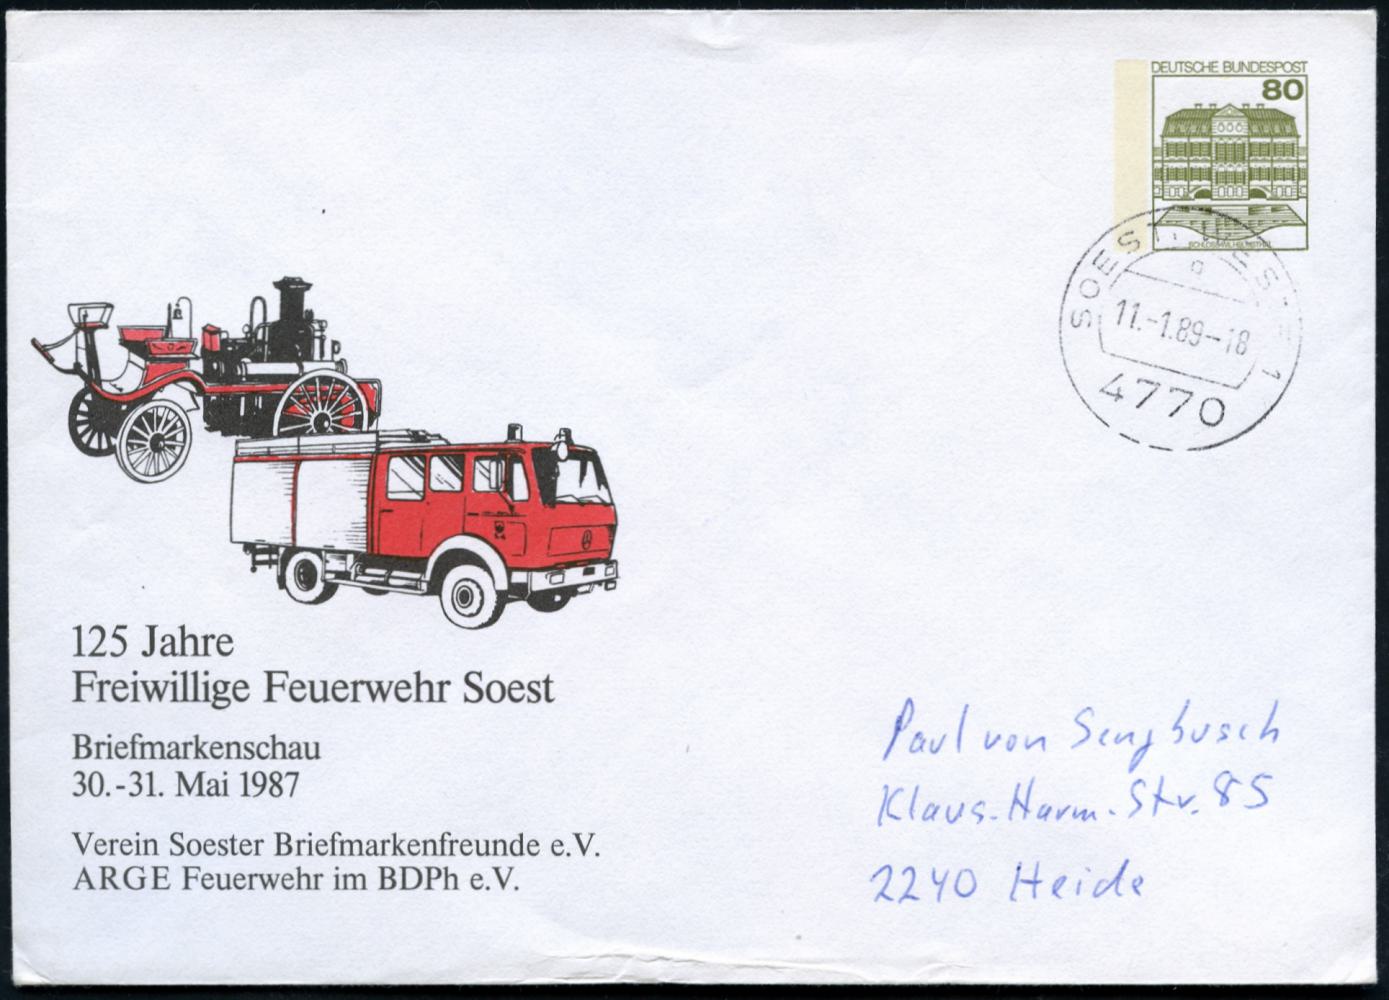 DEUTSCHE BUNDESPOST
80
SCHLOSS WILHELMSTHAL
SOEST
1
a
11.-1.89--18
4770
125 Jahre
Freiwillige Feuerwehr Soest
Briefmarkenschau
30.-31. Mai 1987
Verein Soester Briefmarkenfreunde e.V.
ARGE Feuerwehr im BDPh e.V.
Paul von Sengbusch
Klaus-Harm.-Str. 85
2240 Heide